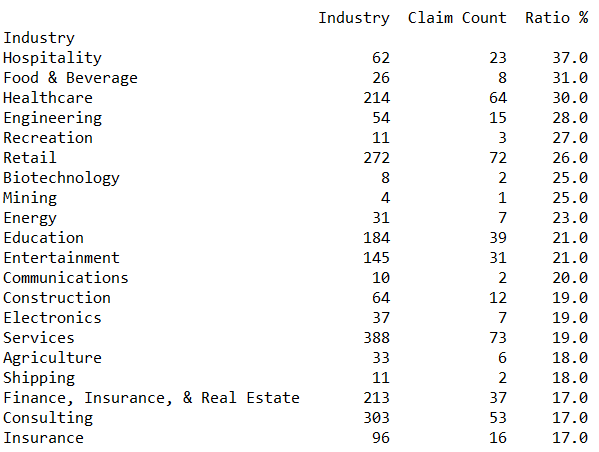 Industry Claim Count Ratio %
Industry
Hospitality 62 23 37.0
Food & Beverage 26 8 31.0
Healthcare 214 64 30.0
Engineering 54 15 28.0
Recreation 11 3 27.0
Retail 272 72 26.0
Biotechnology 8 2 25.0
Mining 4 1 25.0
Energy 31 7 23.0
Education 184 39 21.0
Entertainment 145 31 21.0
Communications 10 2 20.0
Construction 64 12 19.0
Electronics 37 7 19.0
Services 388 73 19.0
Agriculture 33 6 18.0
Shipping 11 2 18.0
Finance, Insurance, & Real Estate 213 37 17.0
Consulting 303 53 17.0
Insurance 96 16 17.0